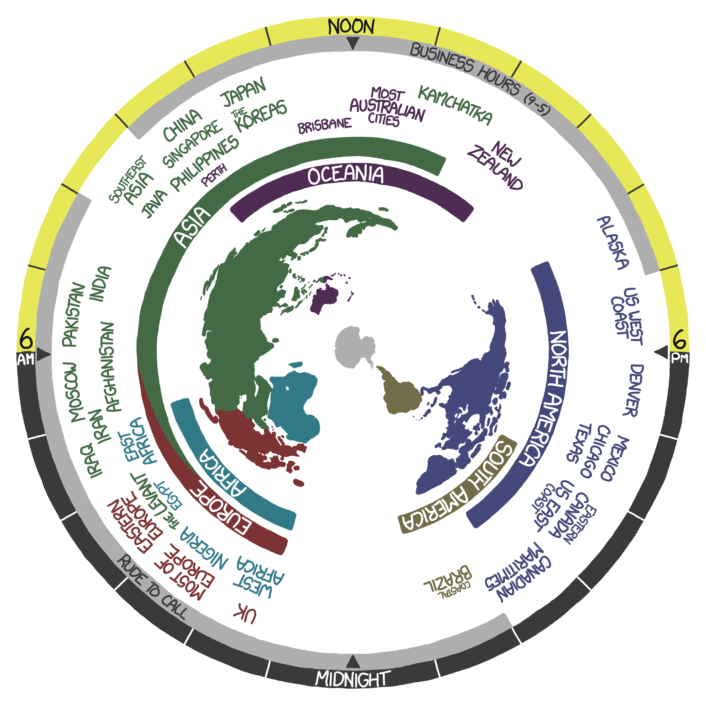 NOON
BUSINESS HOURS (9-5)
JAPAN
CHINA
THE
KOREAS
SINGAPORE
SOUTHEAST
ASIA
JAVA
PHILIPPINES
PERTH
BRISBANE
MOST
AUSTRALIAN
CITIES
KAMCHATKA
NEW
ZEALAND
ASIA
OCEANIA
ALASKA
US WEST
COAST
6
PM
DENVER
MEXICO
CHICAGO
TEXAS
EASTERN
CANADA
US EAST
COAST
CANADIAN
MARITIMES
NORTH AMERICA
SOUTH AMERICA
COASTAL
BRAZIL
MIDNIGHT
RUDE TO CALL
UK
WEST
AFRICA
MOST OF
EUROPE
NIGERIA
EASTERN
EUROPE
THE LEVANT
EGYPT
EAST
AFRICA
EUROPE
AFRICA
IRAQ
IRAN
MOSCOW
AFGHANISTAN
PAKISTAN
INDIA
6
AM